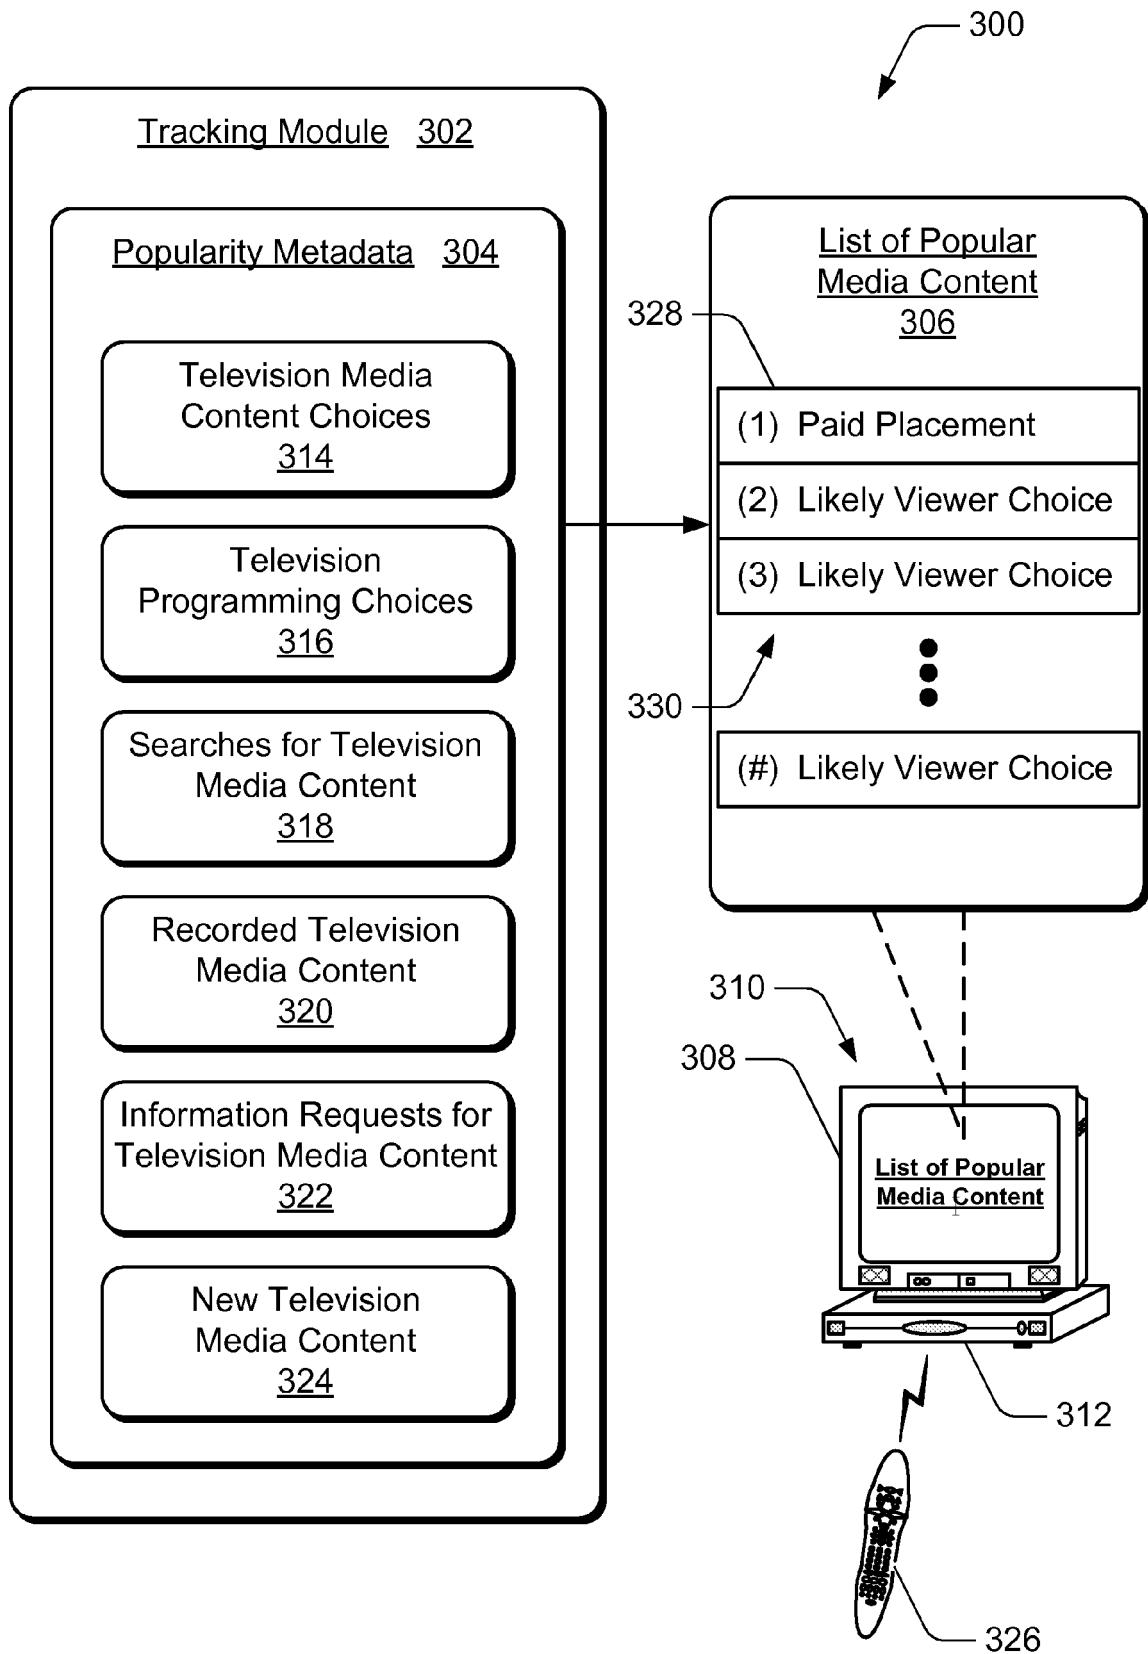 300
Tracking Module 302
Popularity Metadata 304
Television Media
Content Choices
314
Television
Programming Choices
316
Searches for Television
Media Content
318
Recorded Television
Media Content
320
Information Requests for
Television Media Content
322
New Television
Media Content
324
List of Popular
Media Content
306
328
(1) Paid Placement
(2) Likely Viewer Choice
(3) Likely Viewer Choice
330
(#) Likely Viewer Choice
310
308
List of Popular
Media Content
312
326